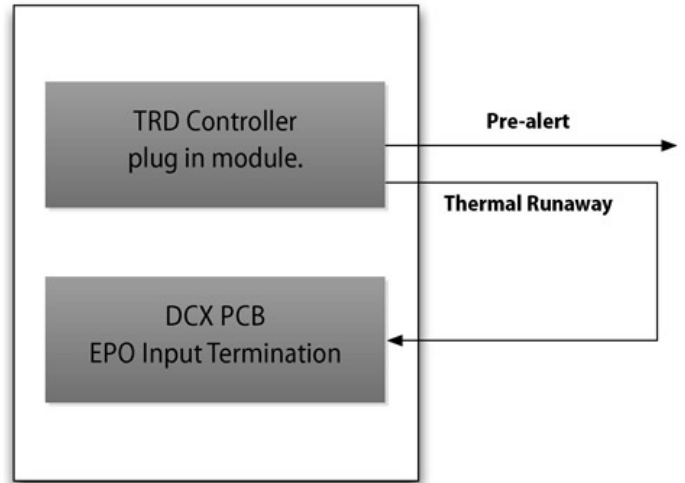 TRD Controller
plug in module.
Pre-alert
Thermal Runaway
DCX PCB
EPO Input Termination